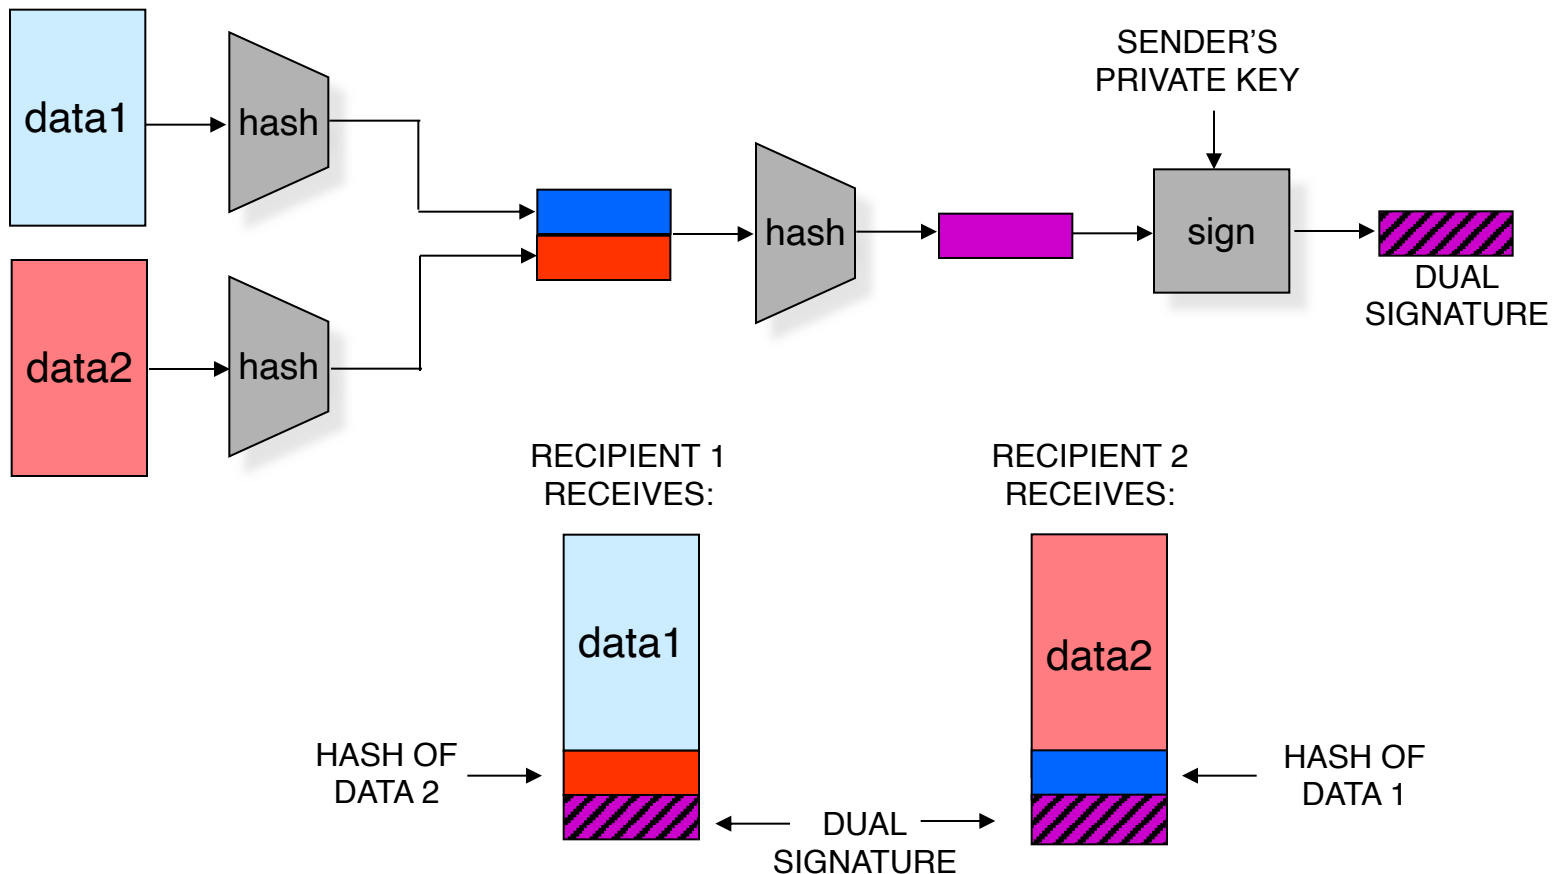 data1
hash
data2
hash
hash
SENDER’S
PRIVATE KEY
sign
DUAL
SIGNATURE
RECIPIENT 1
RECEIVES:
RECIPIENT 2
RECEIVES:
data1
data2
HASH OF
DATA 2
HASH OF
DATA 1
DUAL
SIGNATURE